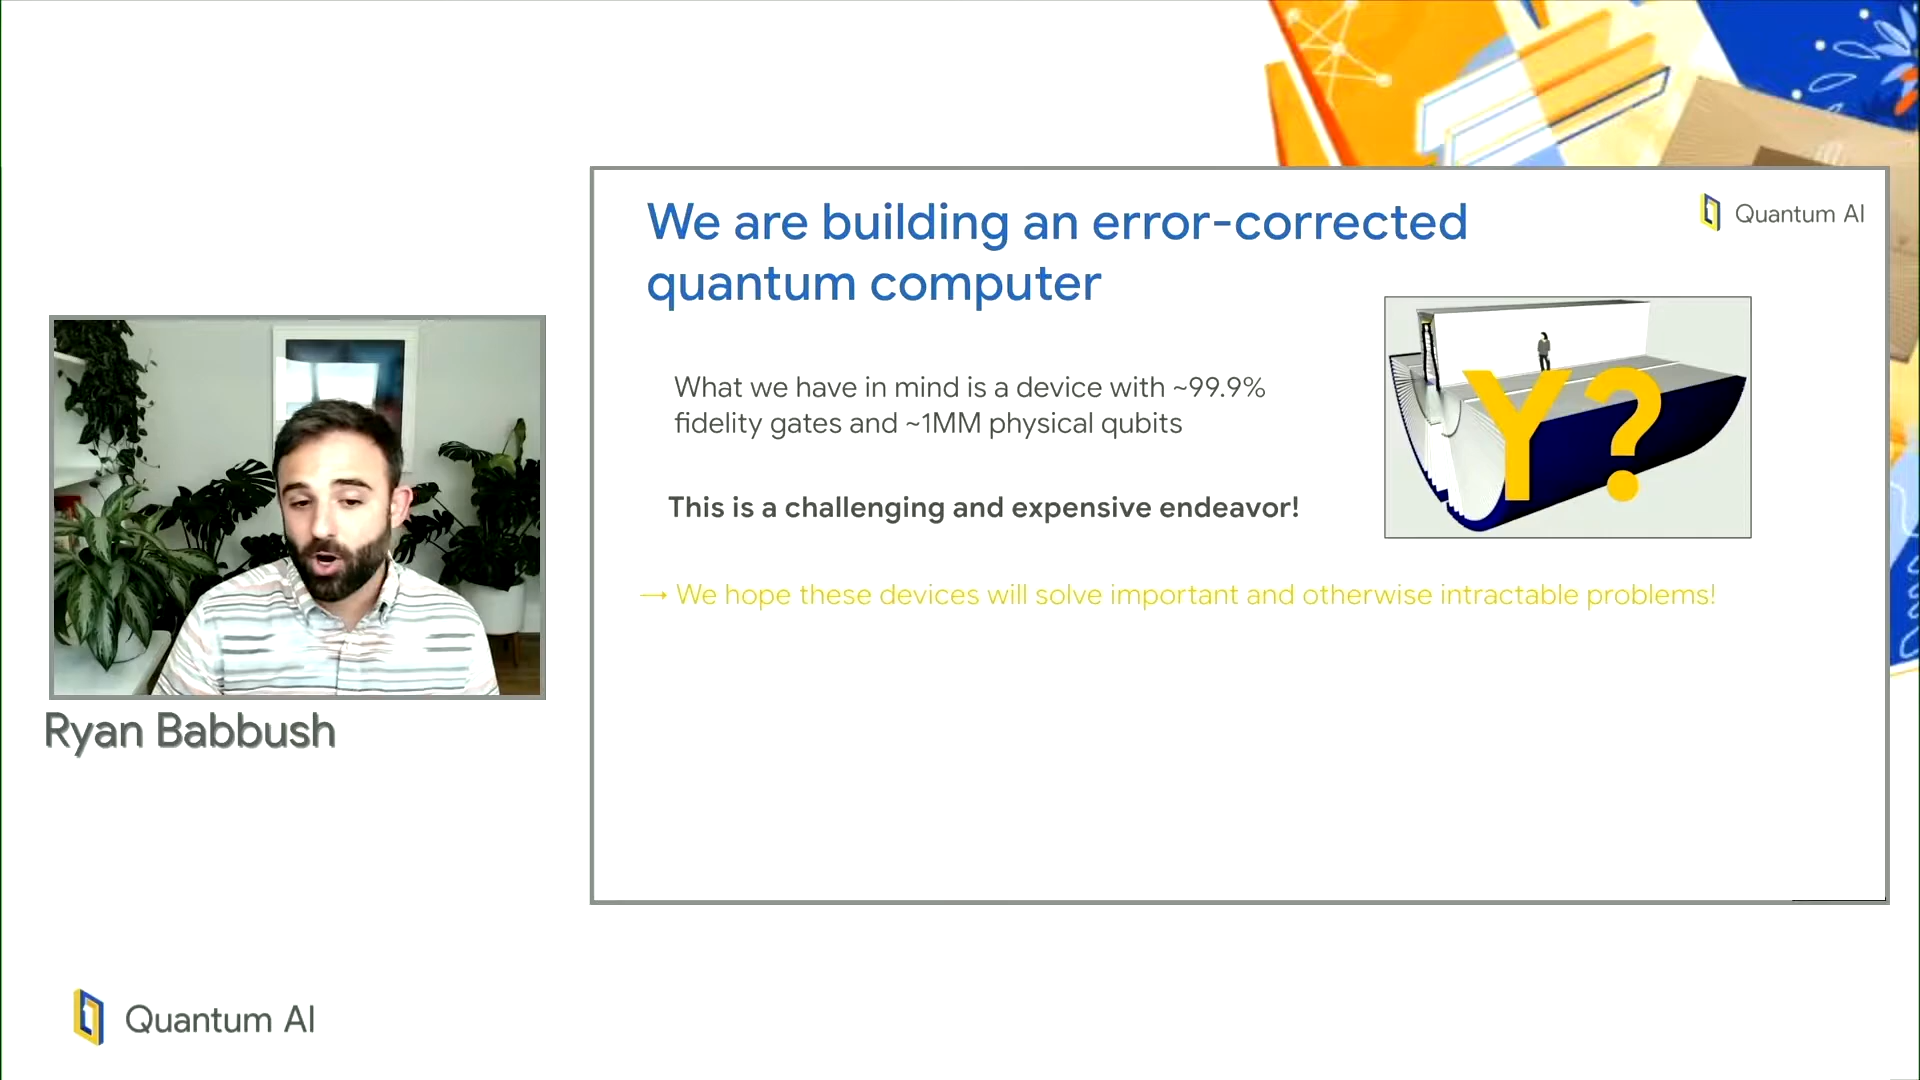 We are building an error-corrected
quantum computer
Quantum AI
What we have in mind is a device with ~99.9%
fidelity gates and ~1MM physical qubits
Y?
This is a challenging and expensive endeavor!
→ We hope these devices will solve important and otherwise intractable problems!
Ryan Babbush
Quantum AI